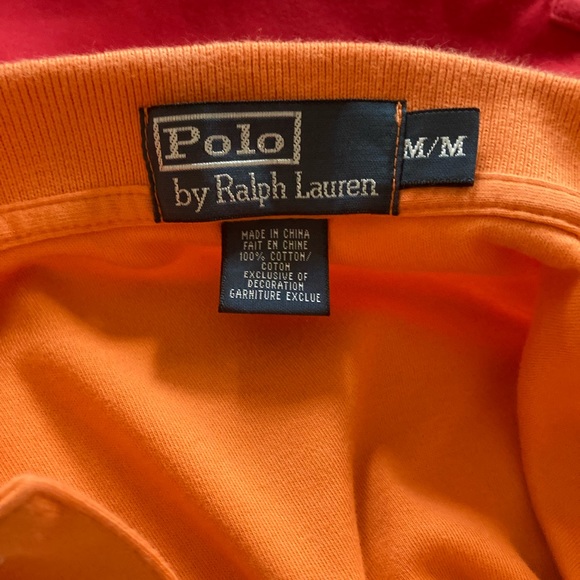 Polo
by Ralph Lauren
M/M
MADE IN CHINA
FAIT EN CHINE
100% COTTON/
COTON
EXCLUSIVE OF
DECORATION
GARNITURE EXCLUE